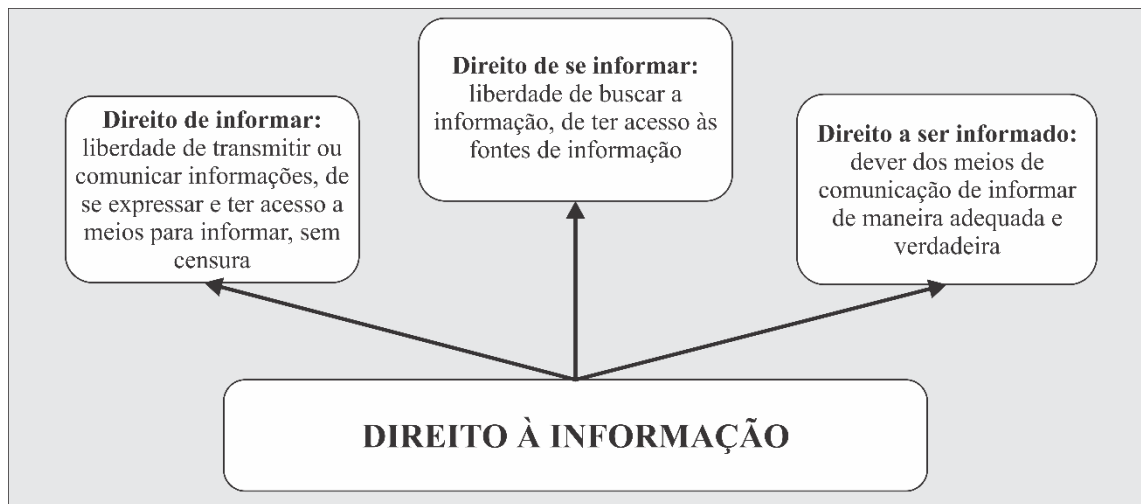 Direito de informar:
liberdade de transmitir ou
comunicar informações, de
se expressar e ter acesso a
meios para informar, sem
censura
Direito de se informar:
liberdade de buscar a
informação, de ter acesso às
fontes de informação
Direito a ser informado:
dever dos meios de
comunicação de informar
de maneira adequada e
verdadeira
DIREITO À INFORMAÇÃO